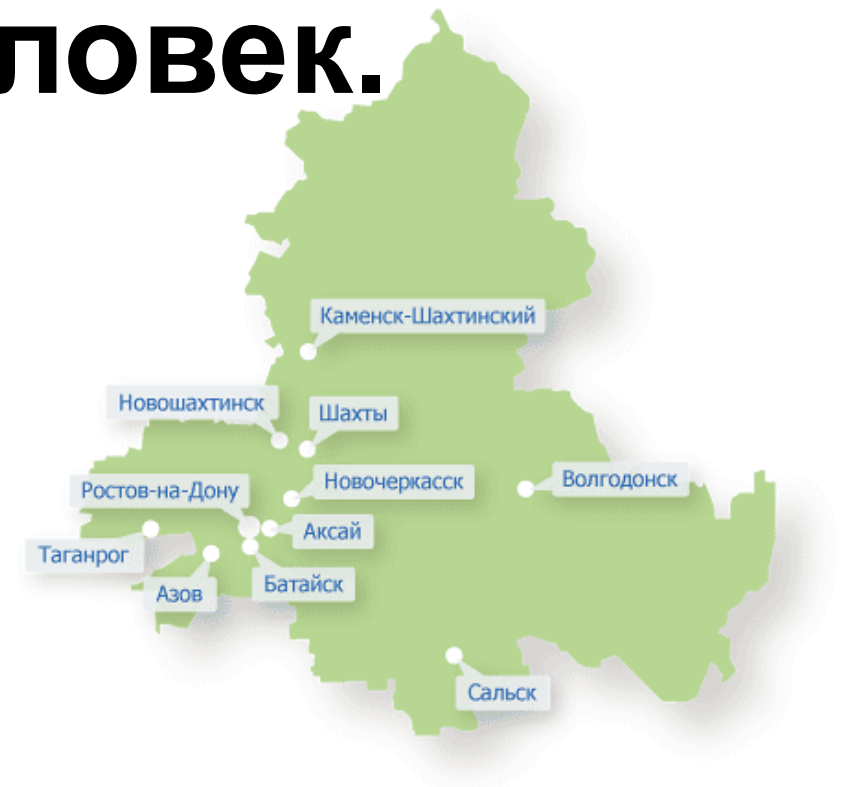 ловек.
Каменск-Шахтинский
Новошахтинск
Шахты
Новочеркасск
Волгодонск
Ростов-на-Дону
Аксай
Таганрог
Батайск
Азов
Сальск